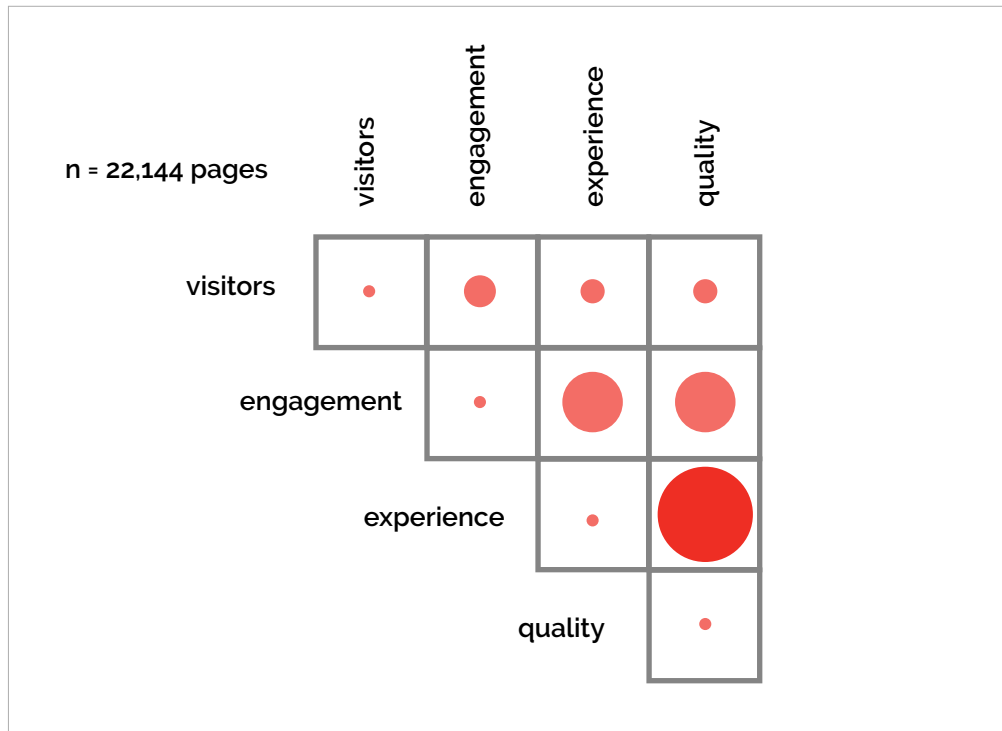 visitors
engagement
experience
quality
n = 22,144 pages
visitors
engagement
experience
quality